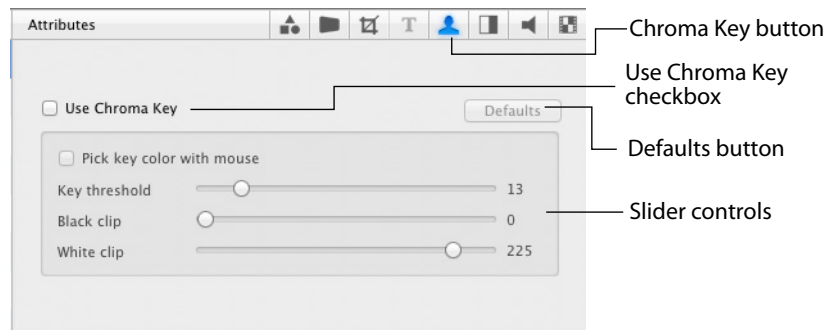 Attributes
T
Chroma Key button
Use Chroma Key
checkbox
Use Chroma Key
Defaults
Defaults button
Pick key color with mouse
Key threshold 13
Black clip 0
Slider controls
White clip 225